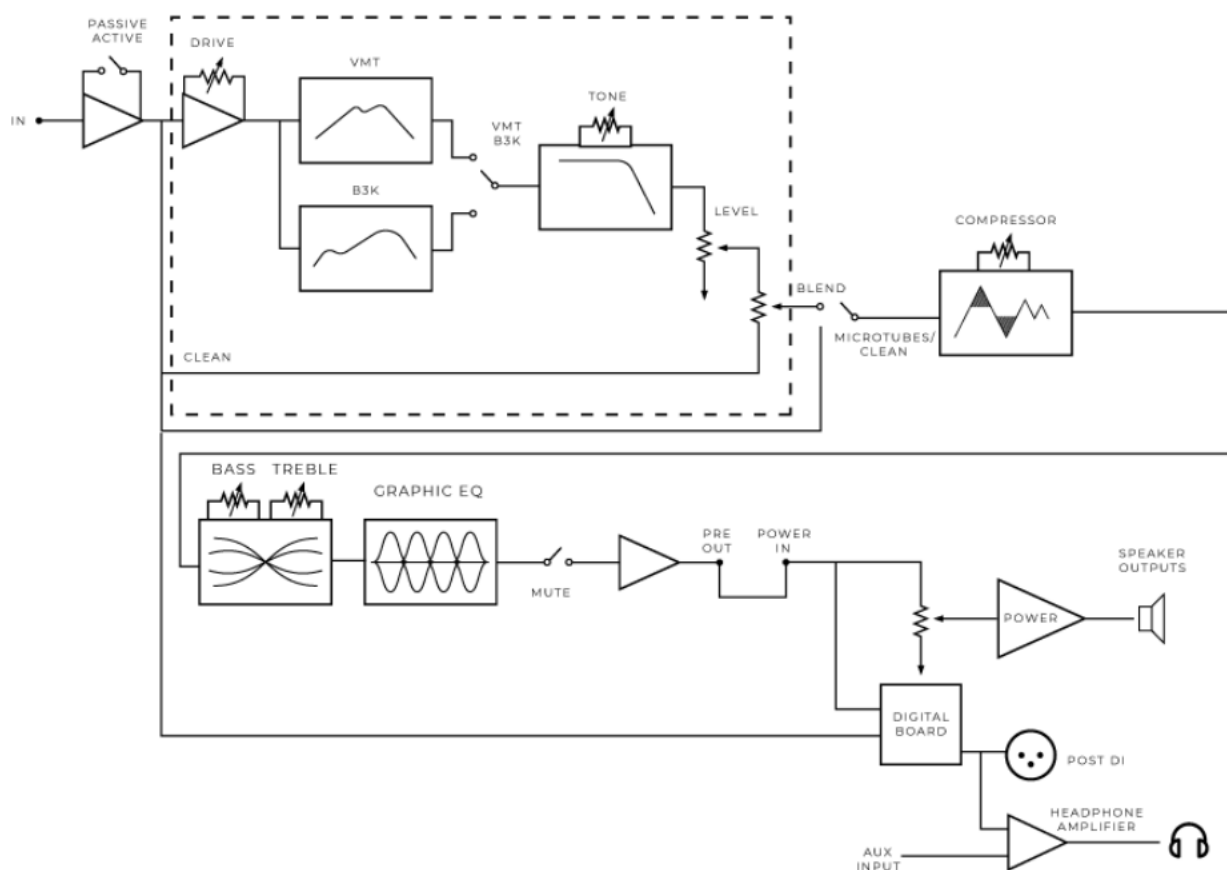 PASSIVE
ACTIVE
DRIVE
VMT
TONE
IN
VMT
B3K
B3K
LEVEL
COMPRESSOR
BLEND
MICROTUBES/
CLEAN
CLEAN
BASS TREBLE
GRAPHIC EQ
PRE
OUT
POWER
IN
SPEAKER
OUTPUTS
MUTE
POWER
DIGITAL
BOARD
POST DI
HEADPHONE
AMPLIFIER
AUX
INPUT